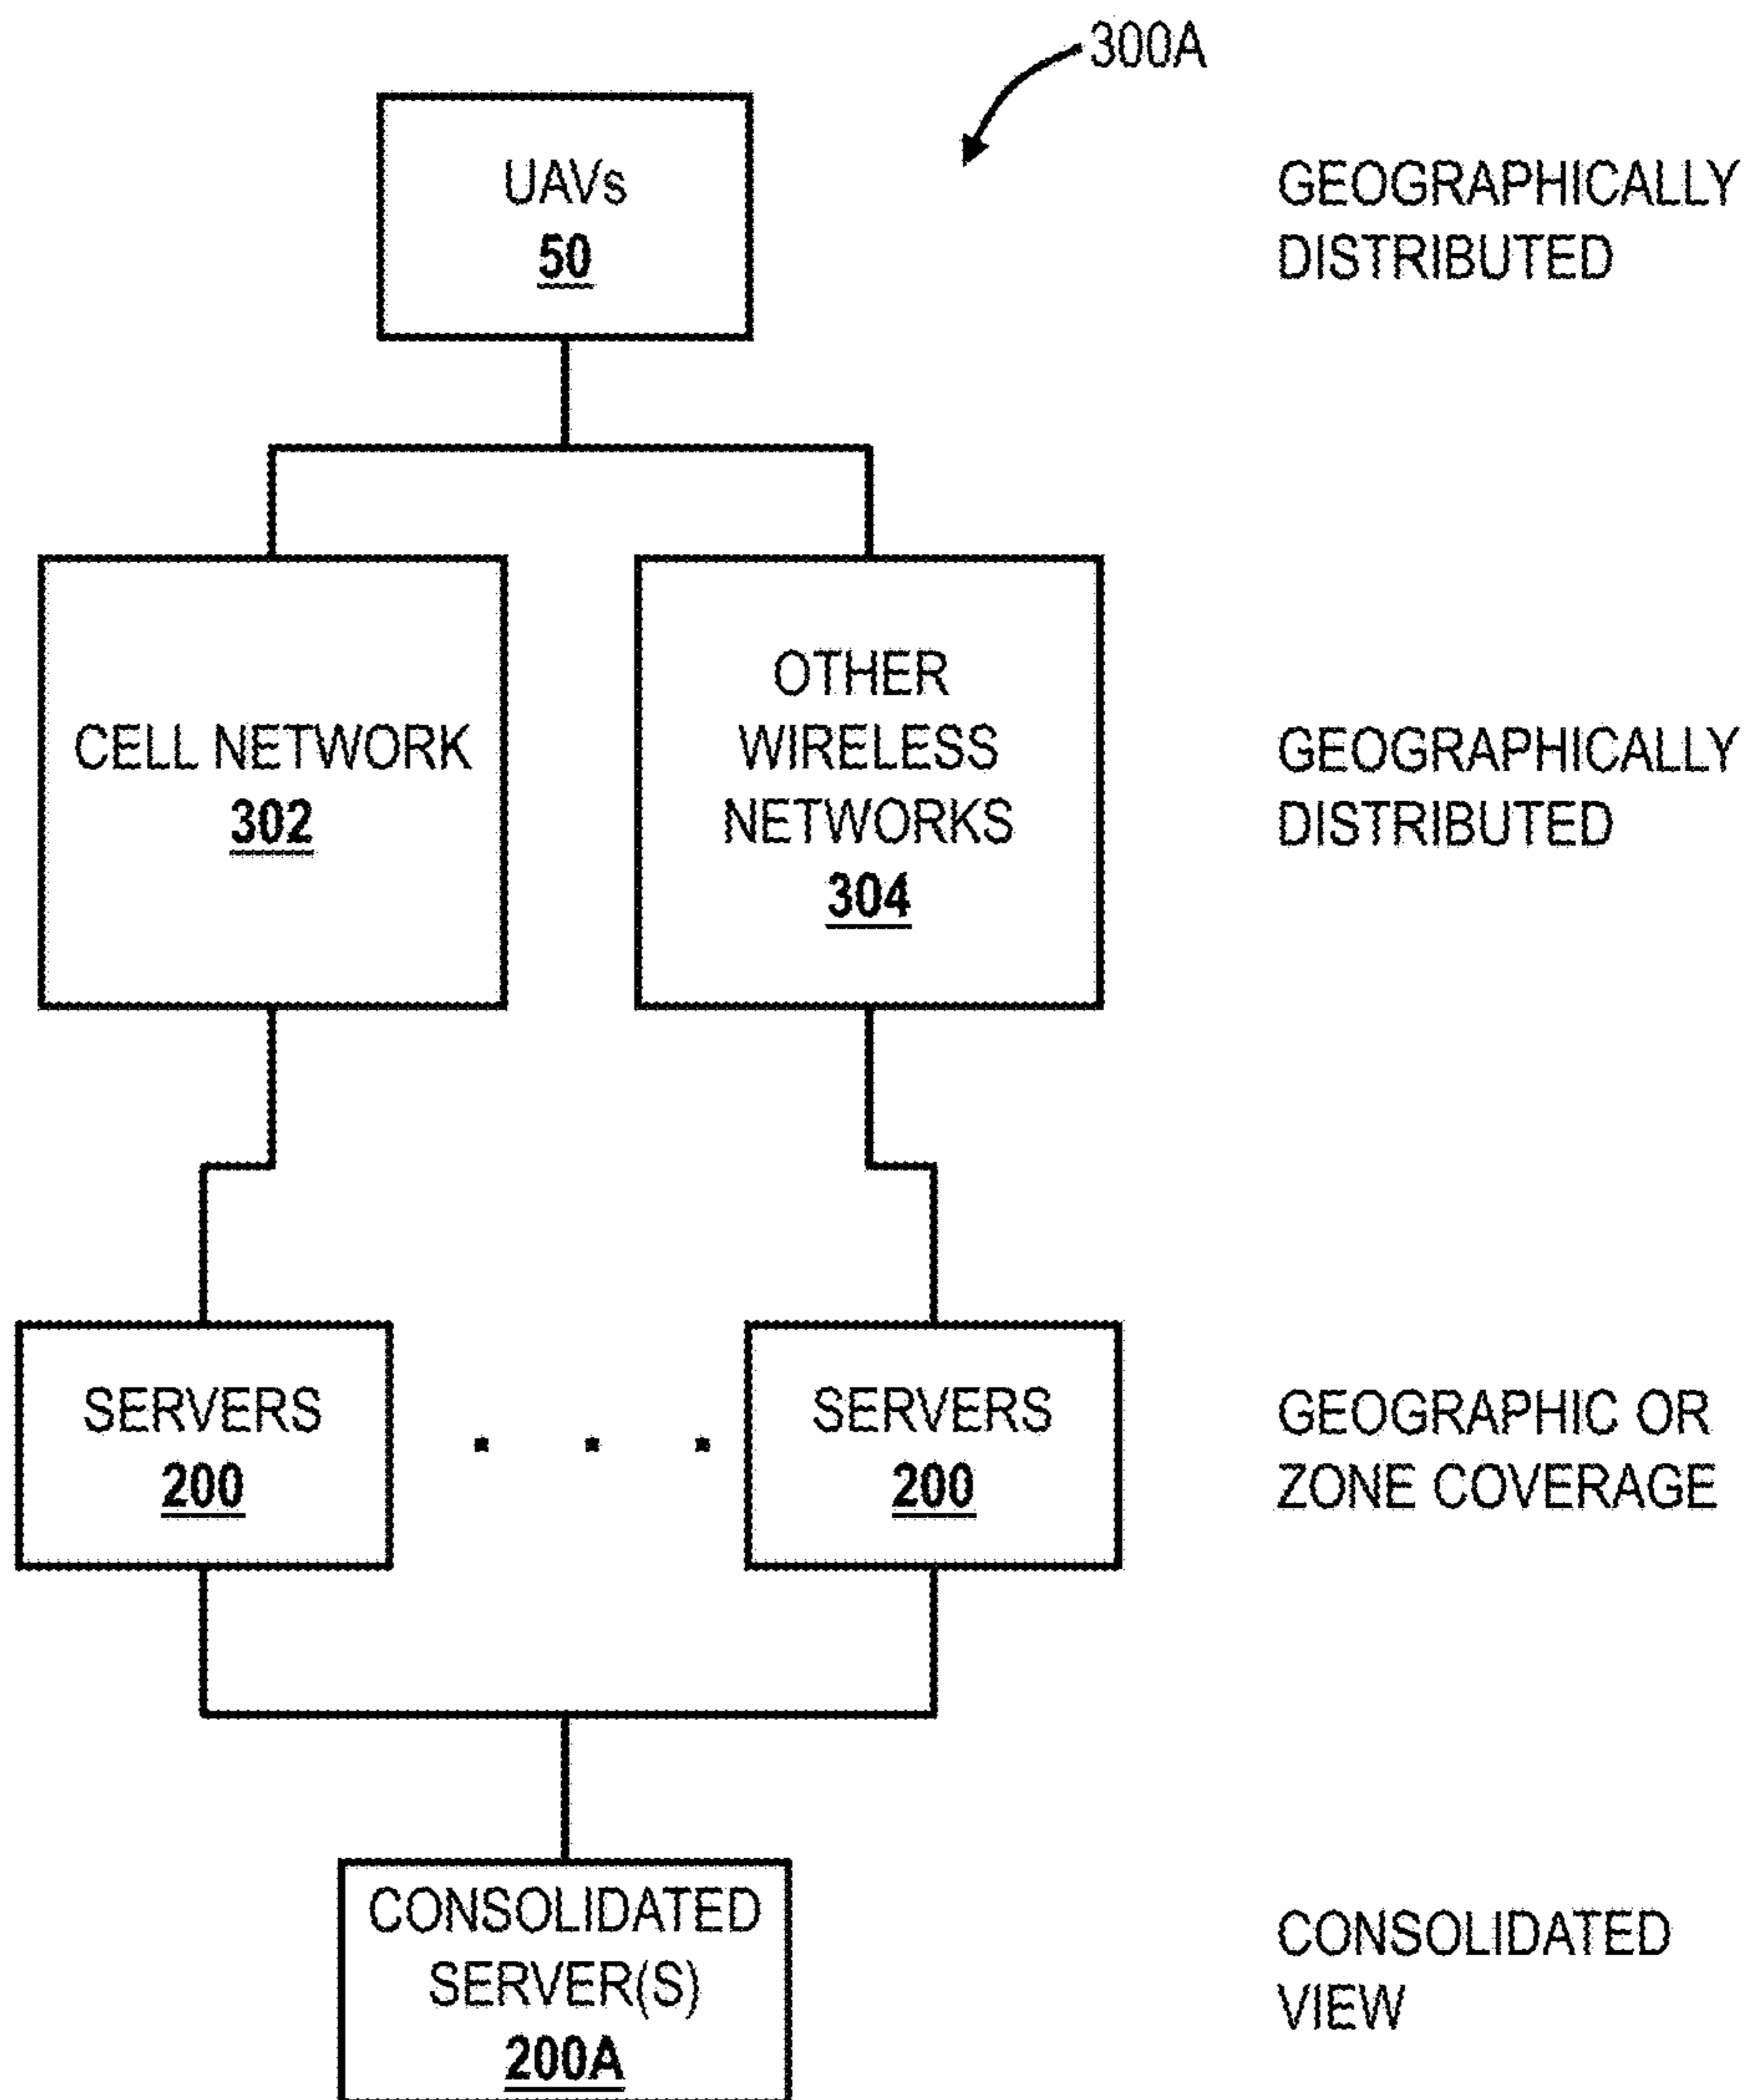 300A
UAVs
50
GEOGRAPHICALLY
DISTRIBUTED
CELL NETWORK
302
OTHER
WIRELESS
NETWORKS
304
GEOGRAPHICALLY
DISTRIBUTED
SERVERS
200
. . .
SERVERS
200
GEOGRAPHIC OR
ZONE COVERAGE
CONSOLIDATED
SERVER(S)
200A
CONSOLIDATED
VIEW